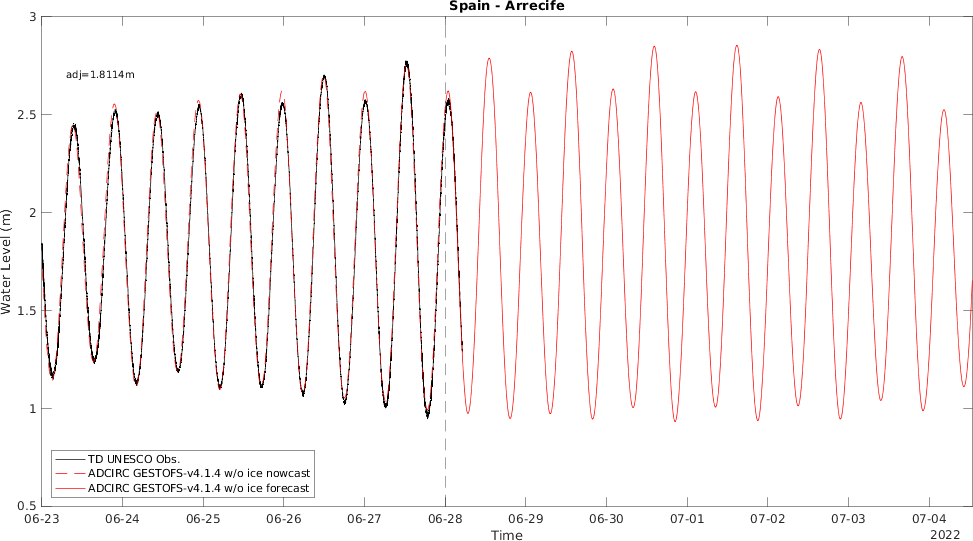 Spain - Arrecife
adj=1.8114m
Water Level (m)
3
2.5
2
1.5
1
0.5
TD UNESCO Obs.
ADCIRC GESTOFS-v4.1.4 w/o ice nowcast
ADCIRC GESTOFS-v4.1.4 w/o ice forecast
06-23 06-24 06-25 06-26 06-27 06-28 06-29 06-30 07-01 07-02 07-03 07-04
Time
2022